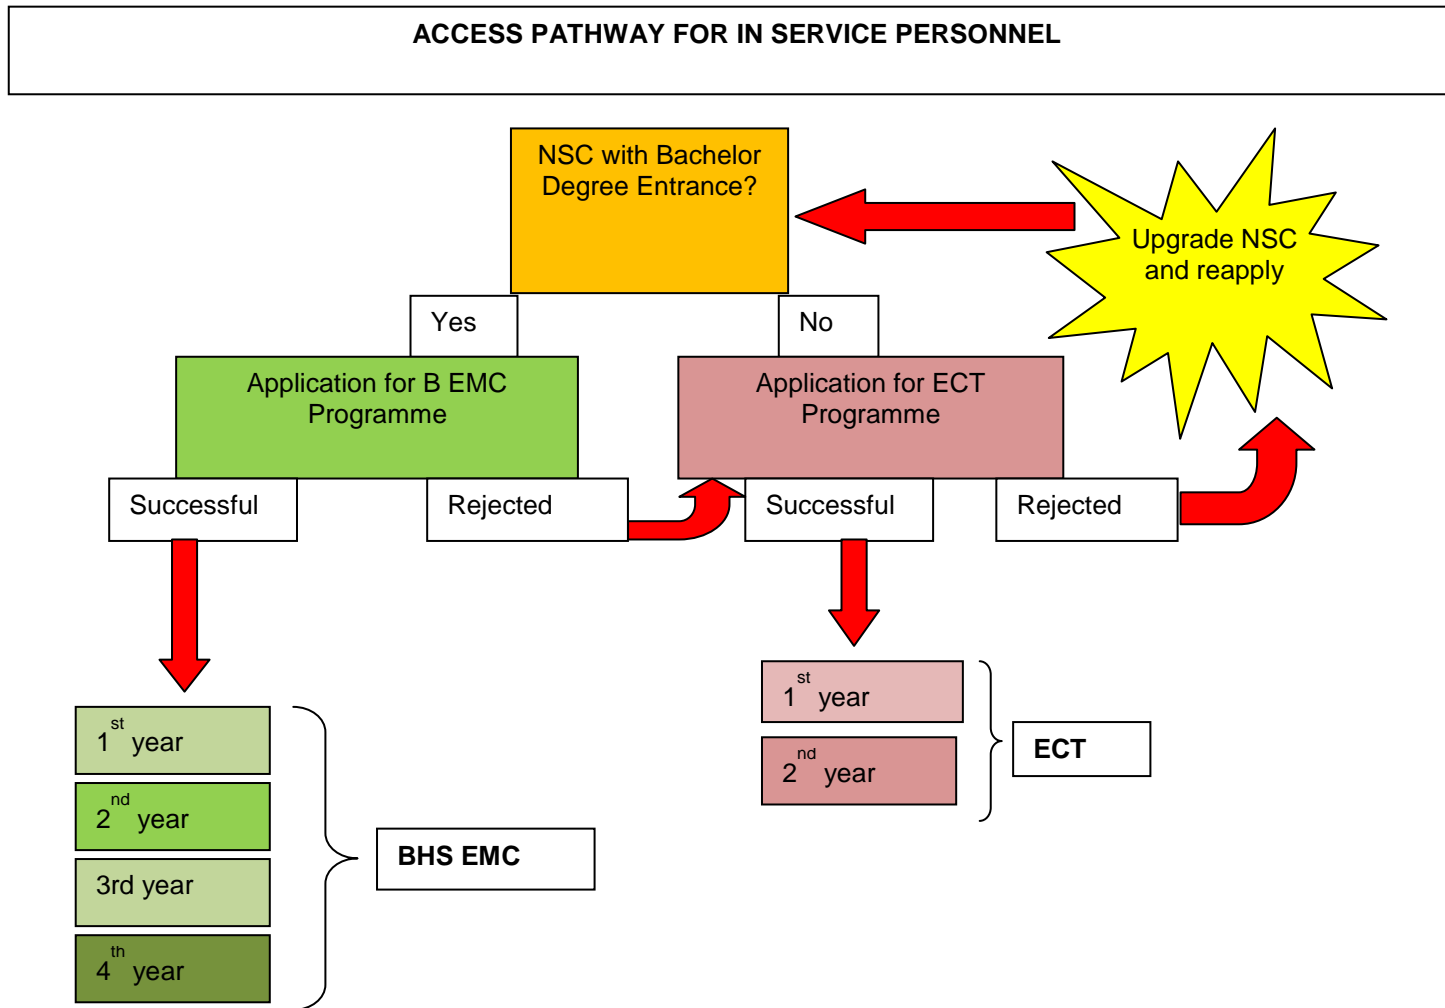 ACCESS PATHWAY FOR IN SERVICE PERSONNEL
NSC with Bachelor
Degree Entrance?
Upgrade NSC
and reapply
Yes
No
Application for B EMC
Programme
Application for ECT
Programme
Successful
Rejected
Successful
Rejected
1st year
2nd year
ECT
1st year
2nd year
3rd year
4th year
BHS EMC